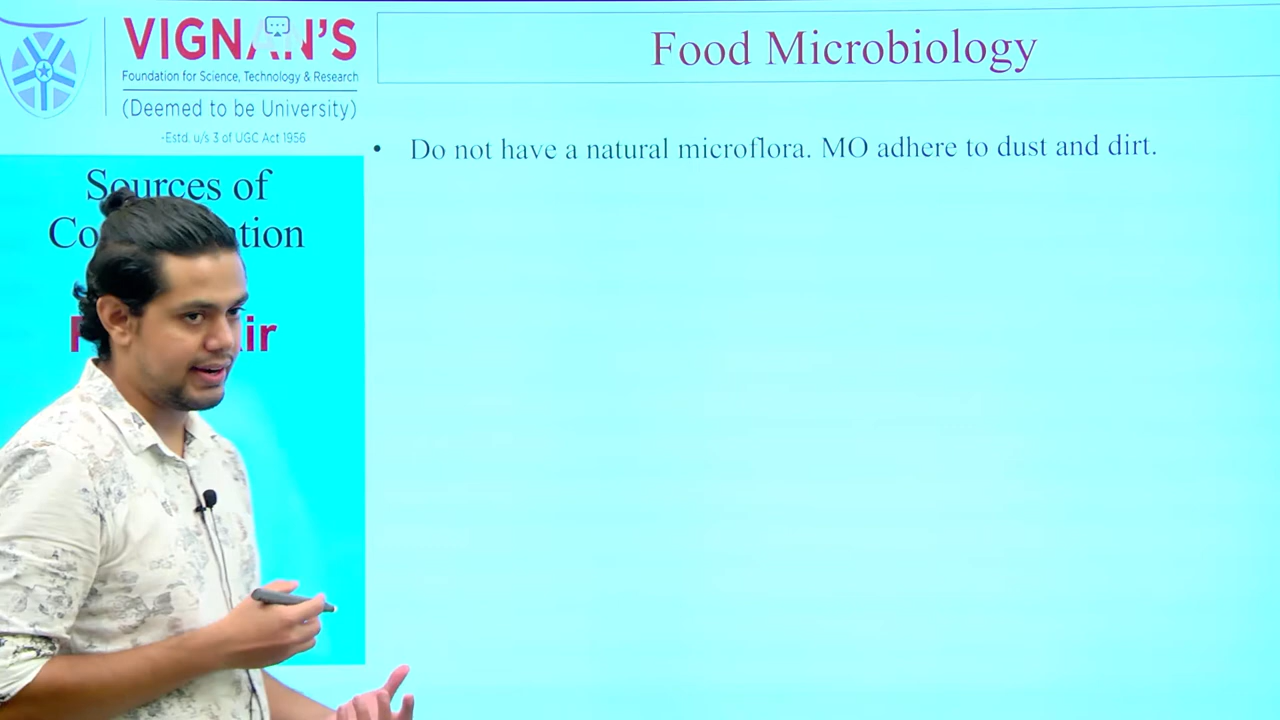 VIGNAN'S
Foundation for Science, Technology & Research
(Deemed to be University)
-Estd. u/s 3 of UGC Act 1956
Food Microbiology
• Do not have a natural microflora. MO adhere to dust and dirt.
Sources of